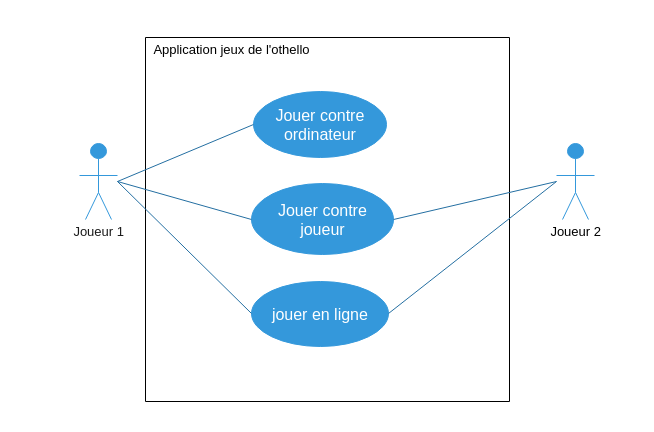 Application jeux de l'othello
Jouer contre
ordinateur
Jouer contre
joueur
Joueur 1
Joueur 2
jouer en ligne